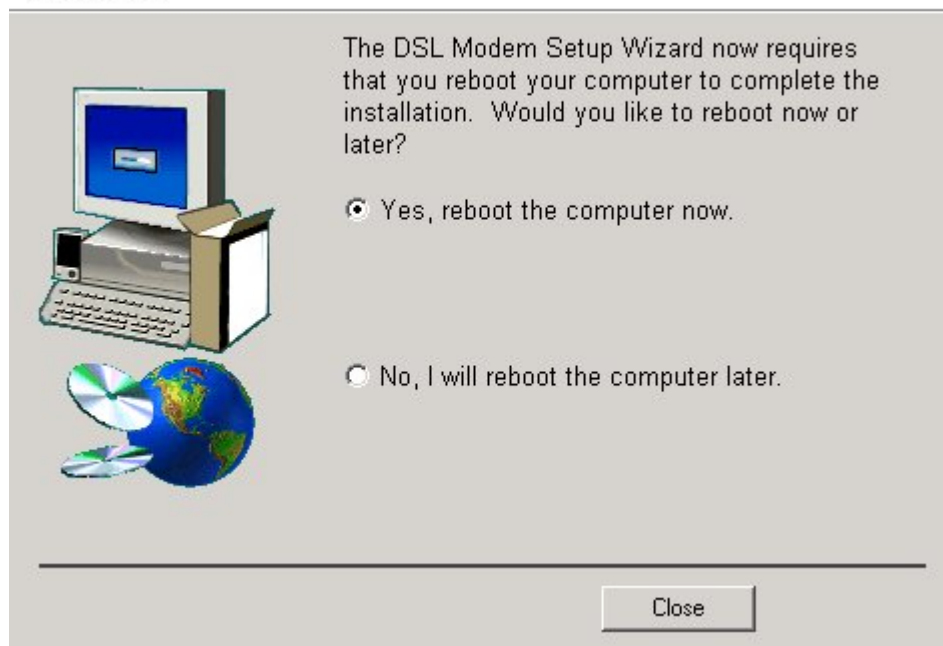 The DSL Modem Setup Wizard now requires
that you reboot your computer to complete the
installation. Would you like to reboot now or
later?
Yes, reboot the computer now.
No, I will reboot the computer later.
Close